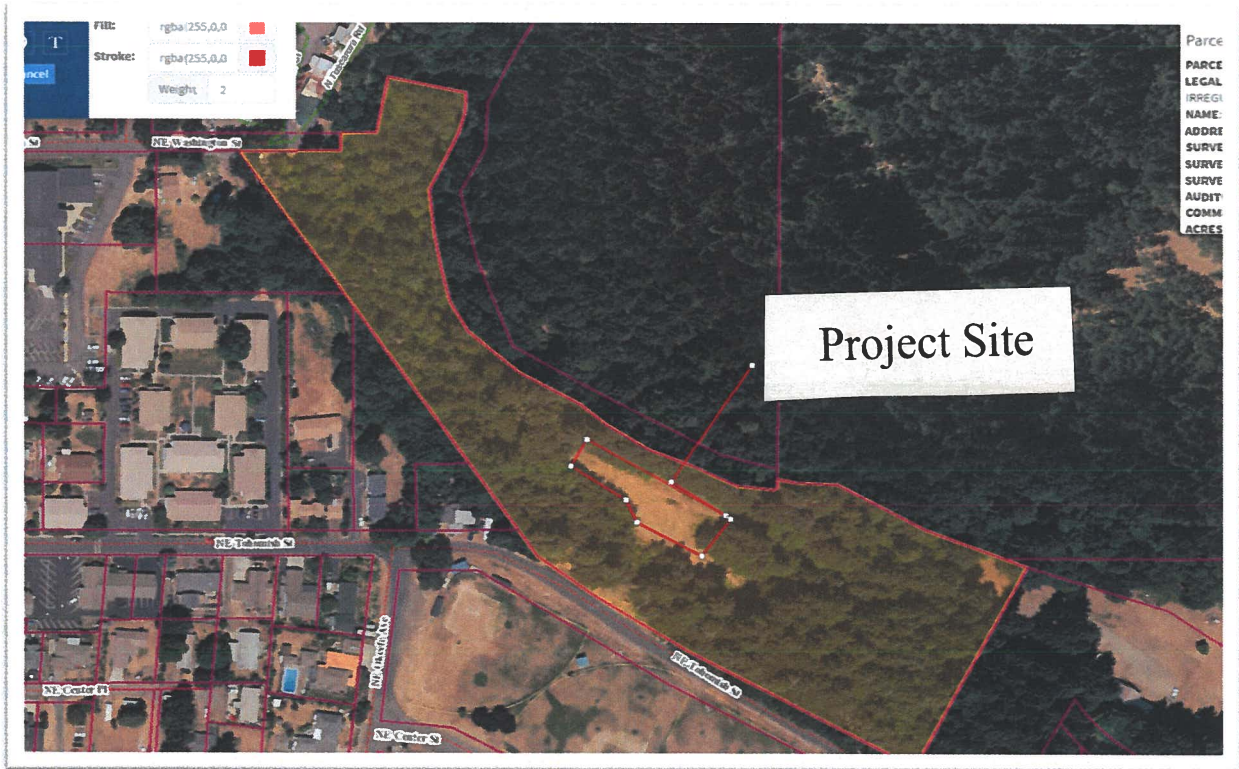 Fill: rgba(255,0,0
T
Stroke: rgba(255,0,0
ncel
Weight 2
Parce
PARCE
LEGAL
IRREGU
NAME:
ADDRE
SURVE
SURVE
SURVE
AUDIT
COMM
ACRES
St
NE Washington St
Project Site
NE Tohomish St
NE Tohomish St
NE Center Pl
NE Center St